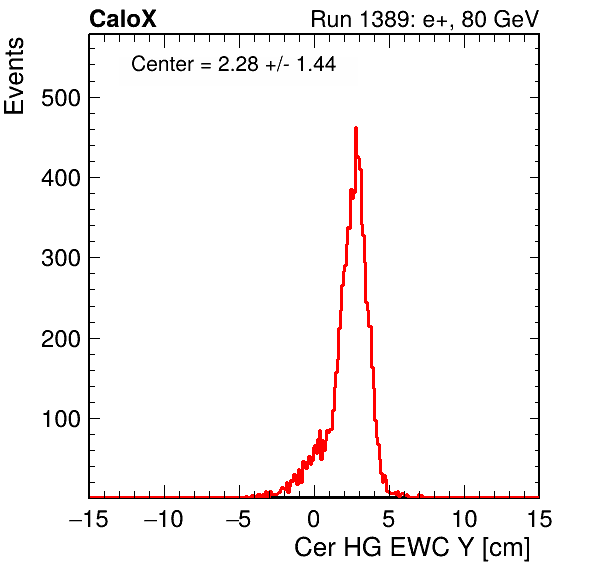 CaloX Run 1389: e+, 80 GeV
Center = 2.28 +/- 1.44
Events
500
400
300
200
100
−15 −10 −5 0 5 10 15
Cer HG EWC Y [cm]